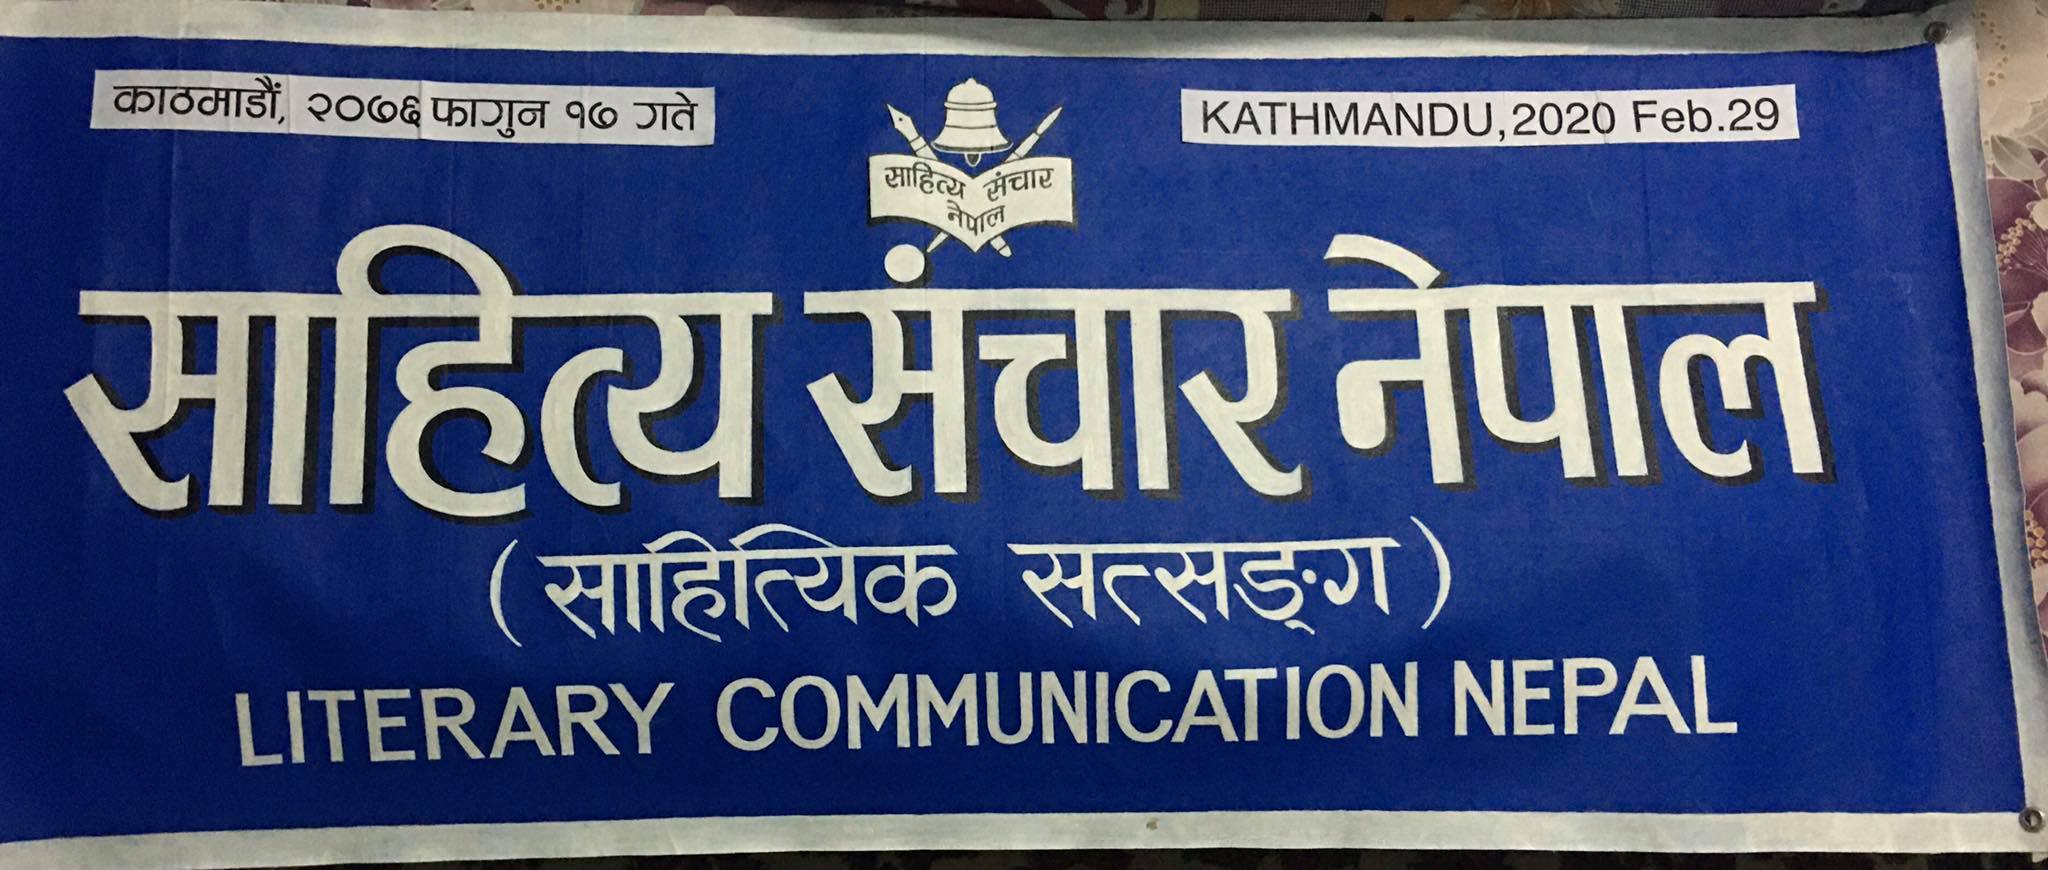 काठमाडौं, २०७६ फागुन १७ गते
KATHMANDU, 2020 Feb.29
साहित्य संचार
नेपाल
साहित्य संचार नेपाल
(साहित्यिक सत्सङ्ग)
LITERARY COMMUNICATION NEPAL